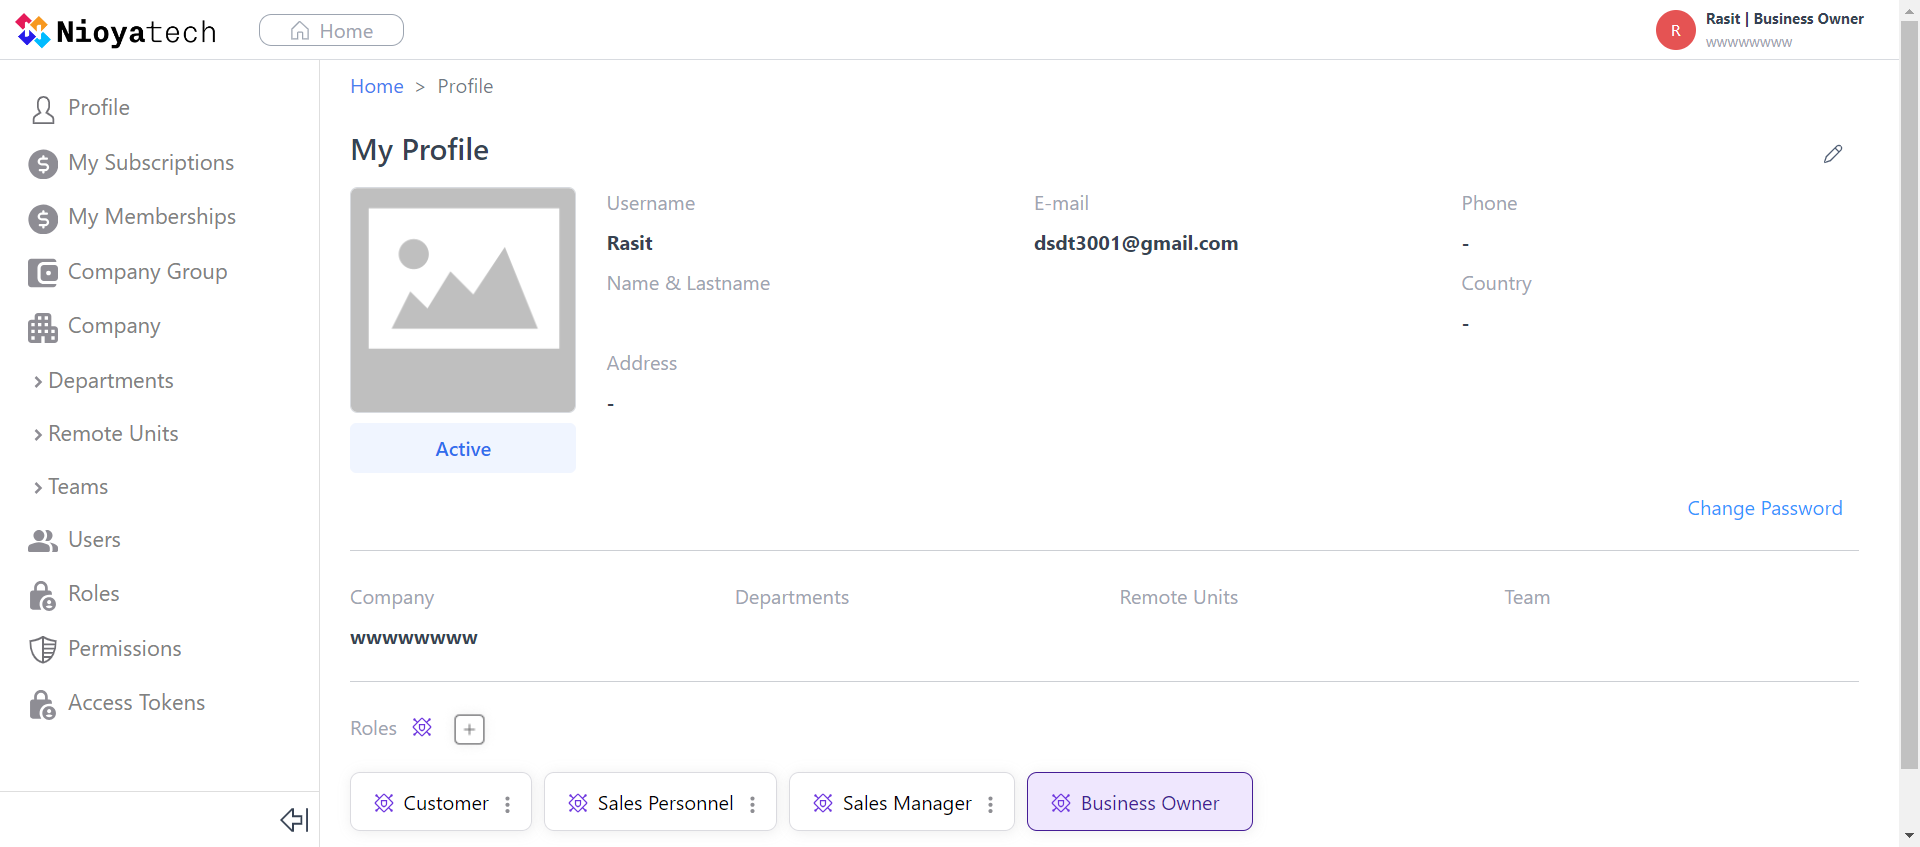 Nioyatech
Home
Rasit | Business Owner
R
wwwwwwww
Profile
My Subscriptions
My Memberships
Company Group
Company
Departments
Remote Units
Teams
Users
Roles
Permissions
Access Tokens
Home > Profile
My Profile
Username
E-mail
Phone
Rasit
dsdt3001@gmail.com
-
Name & Lastname
Country
-
Address
-
Active
Change Password
Company
Departments
Remote Units
Team
wwwwwwww
Roles
Customer
Sales Personnel
Sales Manager
Business Owner